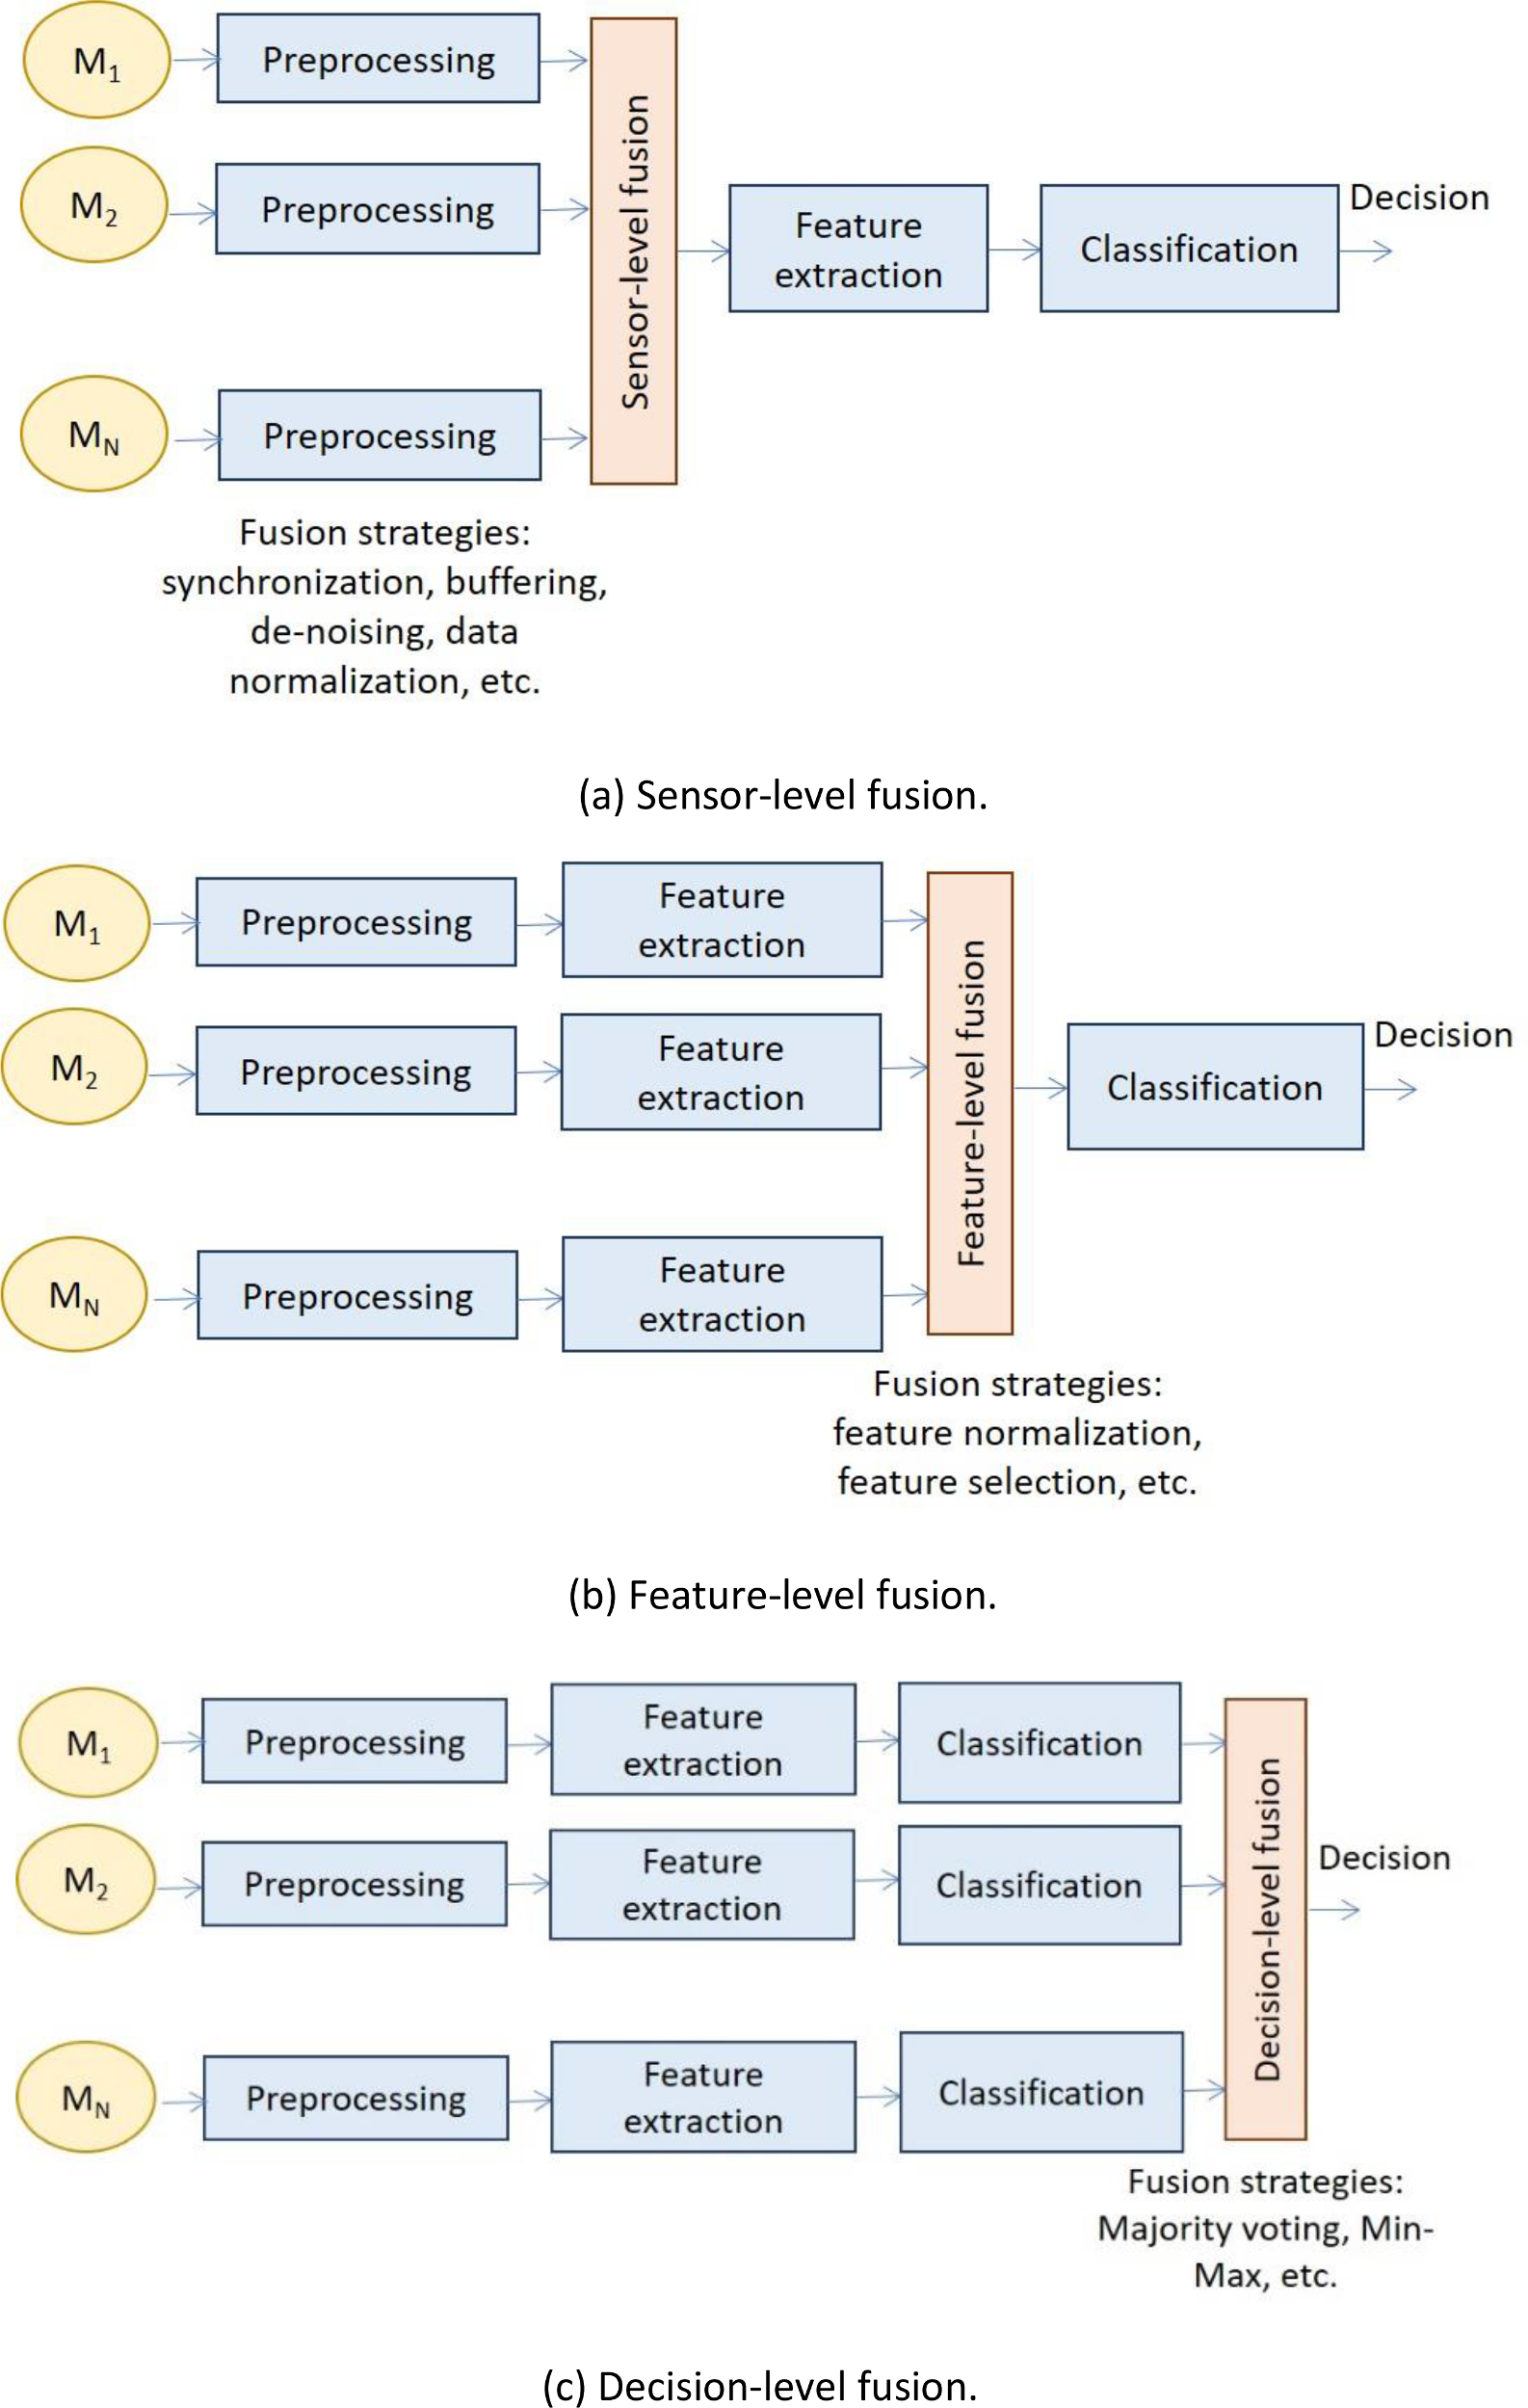 M1
Preprocessing
M2
Preprocessing
MN
Preprocessing
Sensor-level fusion
Feature
extraction
Classification
Decision
Fusion strategies:
synchronization, buffering,
de-noising, data
normalization, etc.
(a) Sensor-level fusion.
M1
Preprocessing
Feature
extraction
M2
Preprocessing
Feature
extraction
MN
Preprocessing
Feature
extraction
Feature-level fusion
Classification
Decision
Fusion strategies:
feature normalization,
feature selection, etc.
(b) Feature-level fusion.
M1
Preprocessing
Feature
extraction
Classification
M2
Preprocessing
Feature
extraction
Classification
MN
Preprocessing
Feature
extraction
Classification
Decision-level fusion
Decision
Fusion strategies:
Majority voting, Min-
Max, etc.
(c) Decision-level fusion.